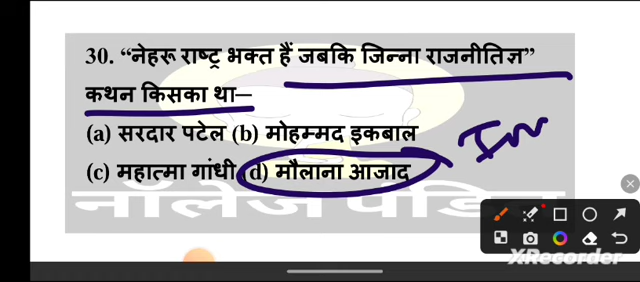 30. “नेहरू राष्ट्र भक्त हैं जबकि जिन्ना राजनीतिज्ञ”
कथन किसका था—
(a) सरदार पटेल (b) मोहम्मद इकबाल
(c) महात्मा गांधी (d) मौलाना आजाद
नॉलेज पंडित
XRecorder